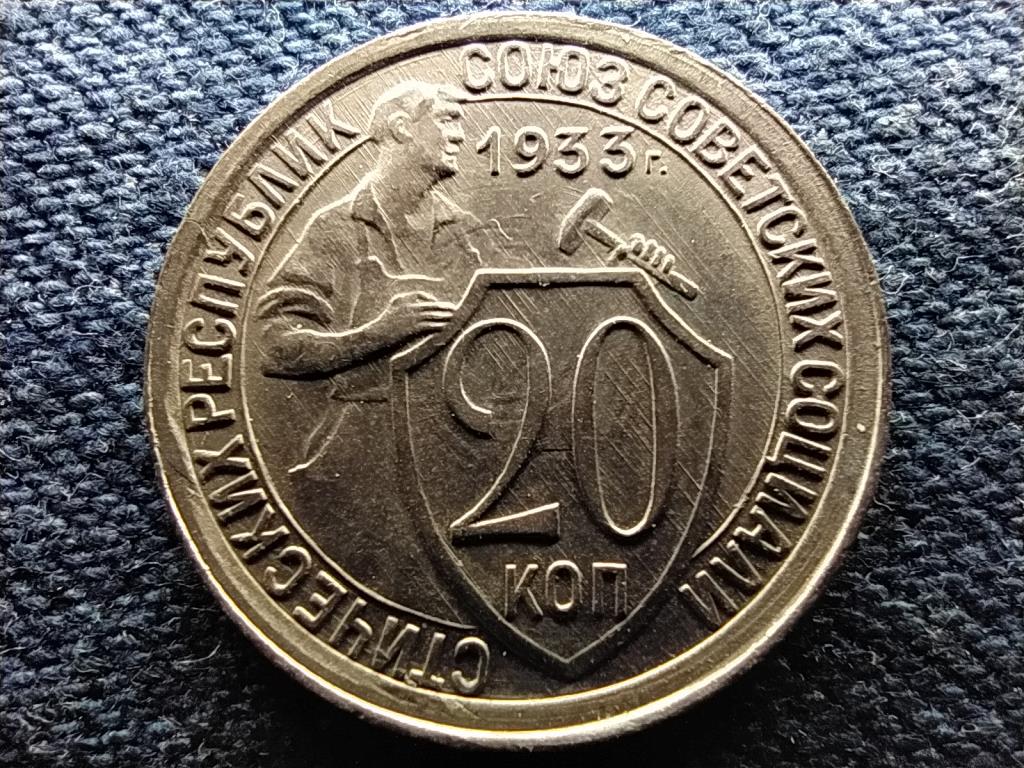 СОЮЗ СОВЕТСКИХ СОЦИАЛИСТИЧЕСКИХ РЕСПУБЛИК
1933 г.
20
КОП